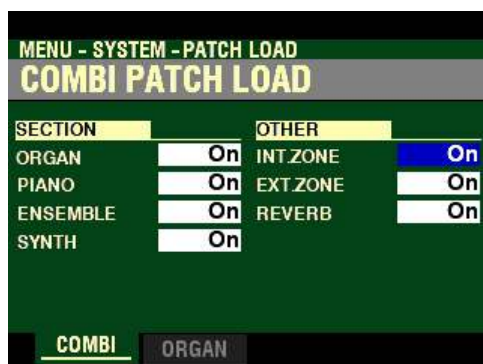 MENU - SYSTEM - PATCH LOAD
COMBI PATCH LOAD
SECTION OTHER
ORGAN On INT.ZONE On
PIANO On EXT.ZONE On
ENSEMBLE On REVERB On
SYNTH On
COMBI ORGAN